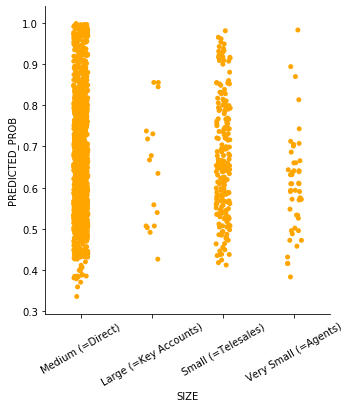 PREDICTED_PROB
1.0
0.9
0.8
0.7
0.6
0.5
0.4
0.3
Medium (=Direct)
Large (=Key Accounts)
Small (=Telesales)
Very Small (=Agents)
SIZE